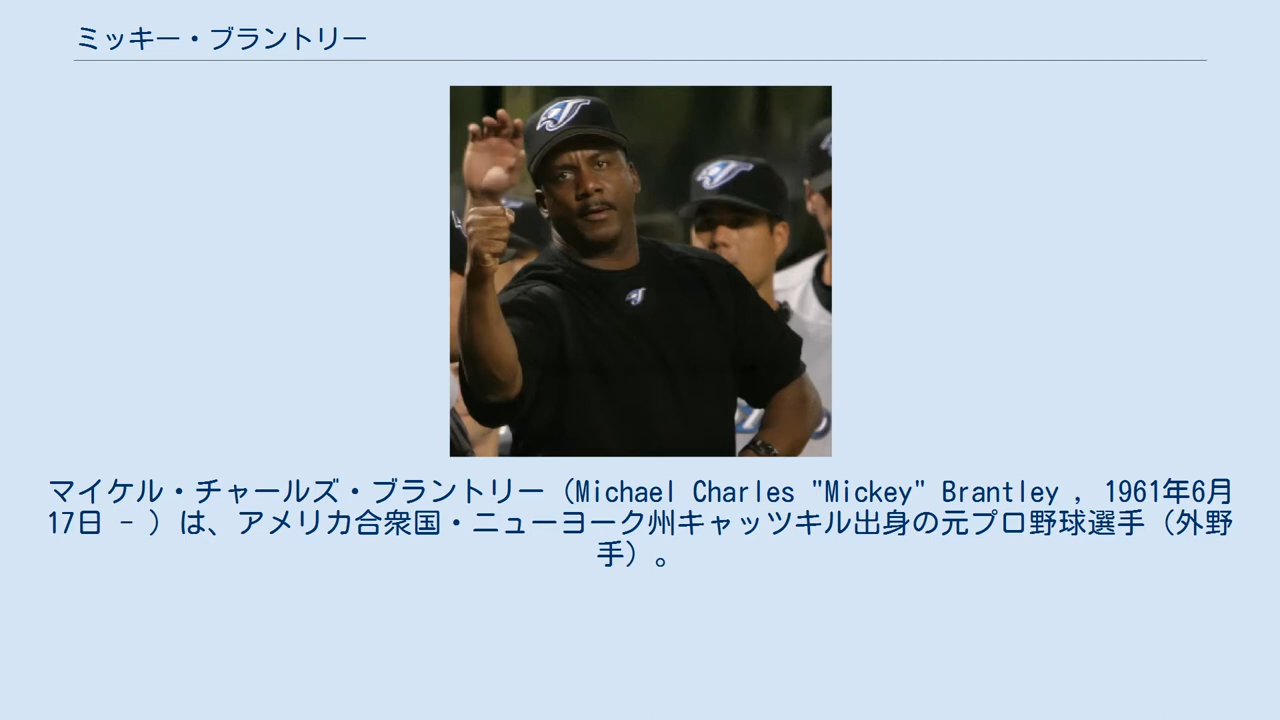 ミッキー・ブラントリー
マイケル・チャールズ・ブラントリー（Michael Charles "Mickey" Brantley , 1961年6月
17日 - ）は、アメリカ合衆国・ニューヨーク州キャッツキル出身の元プロ野球選手（外野
手）。